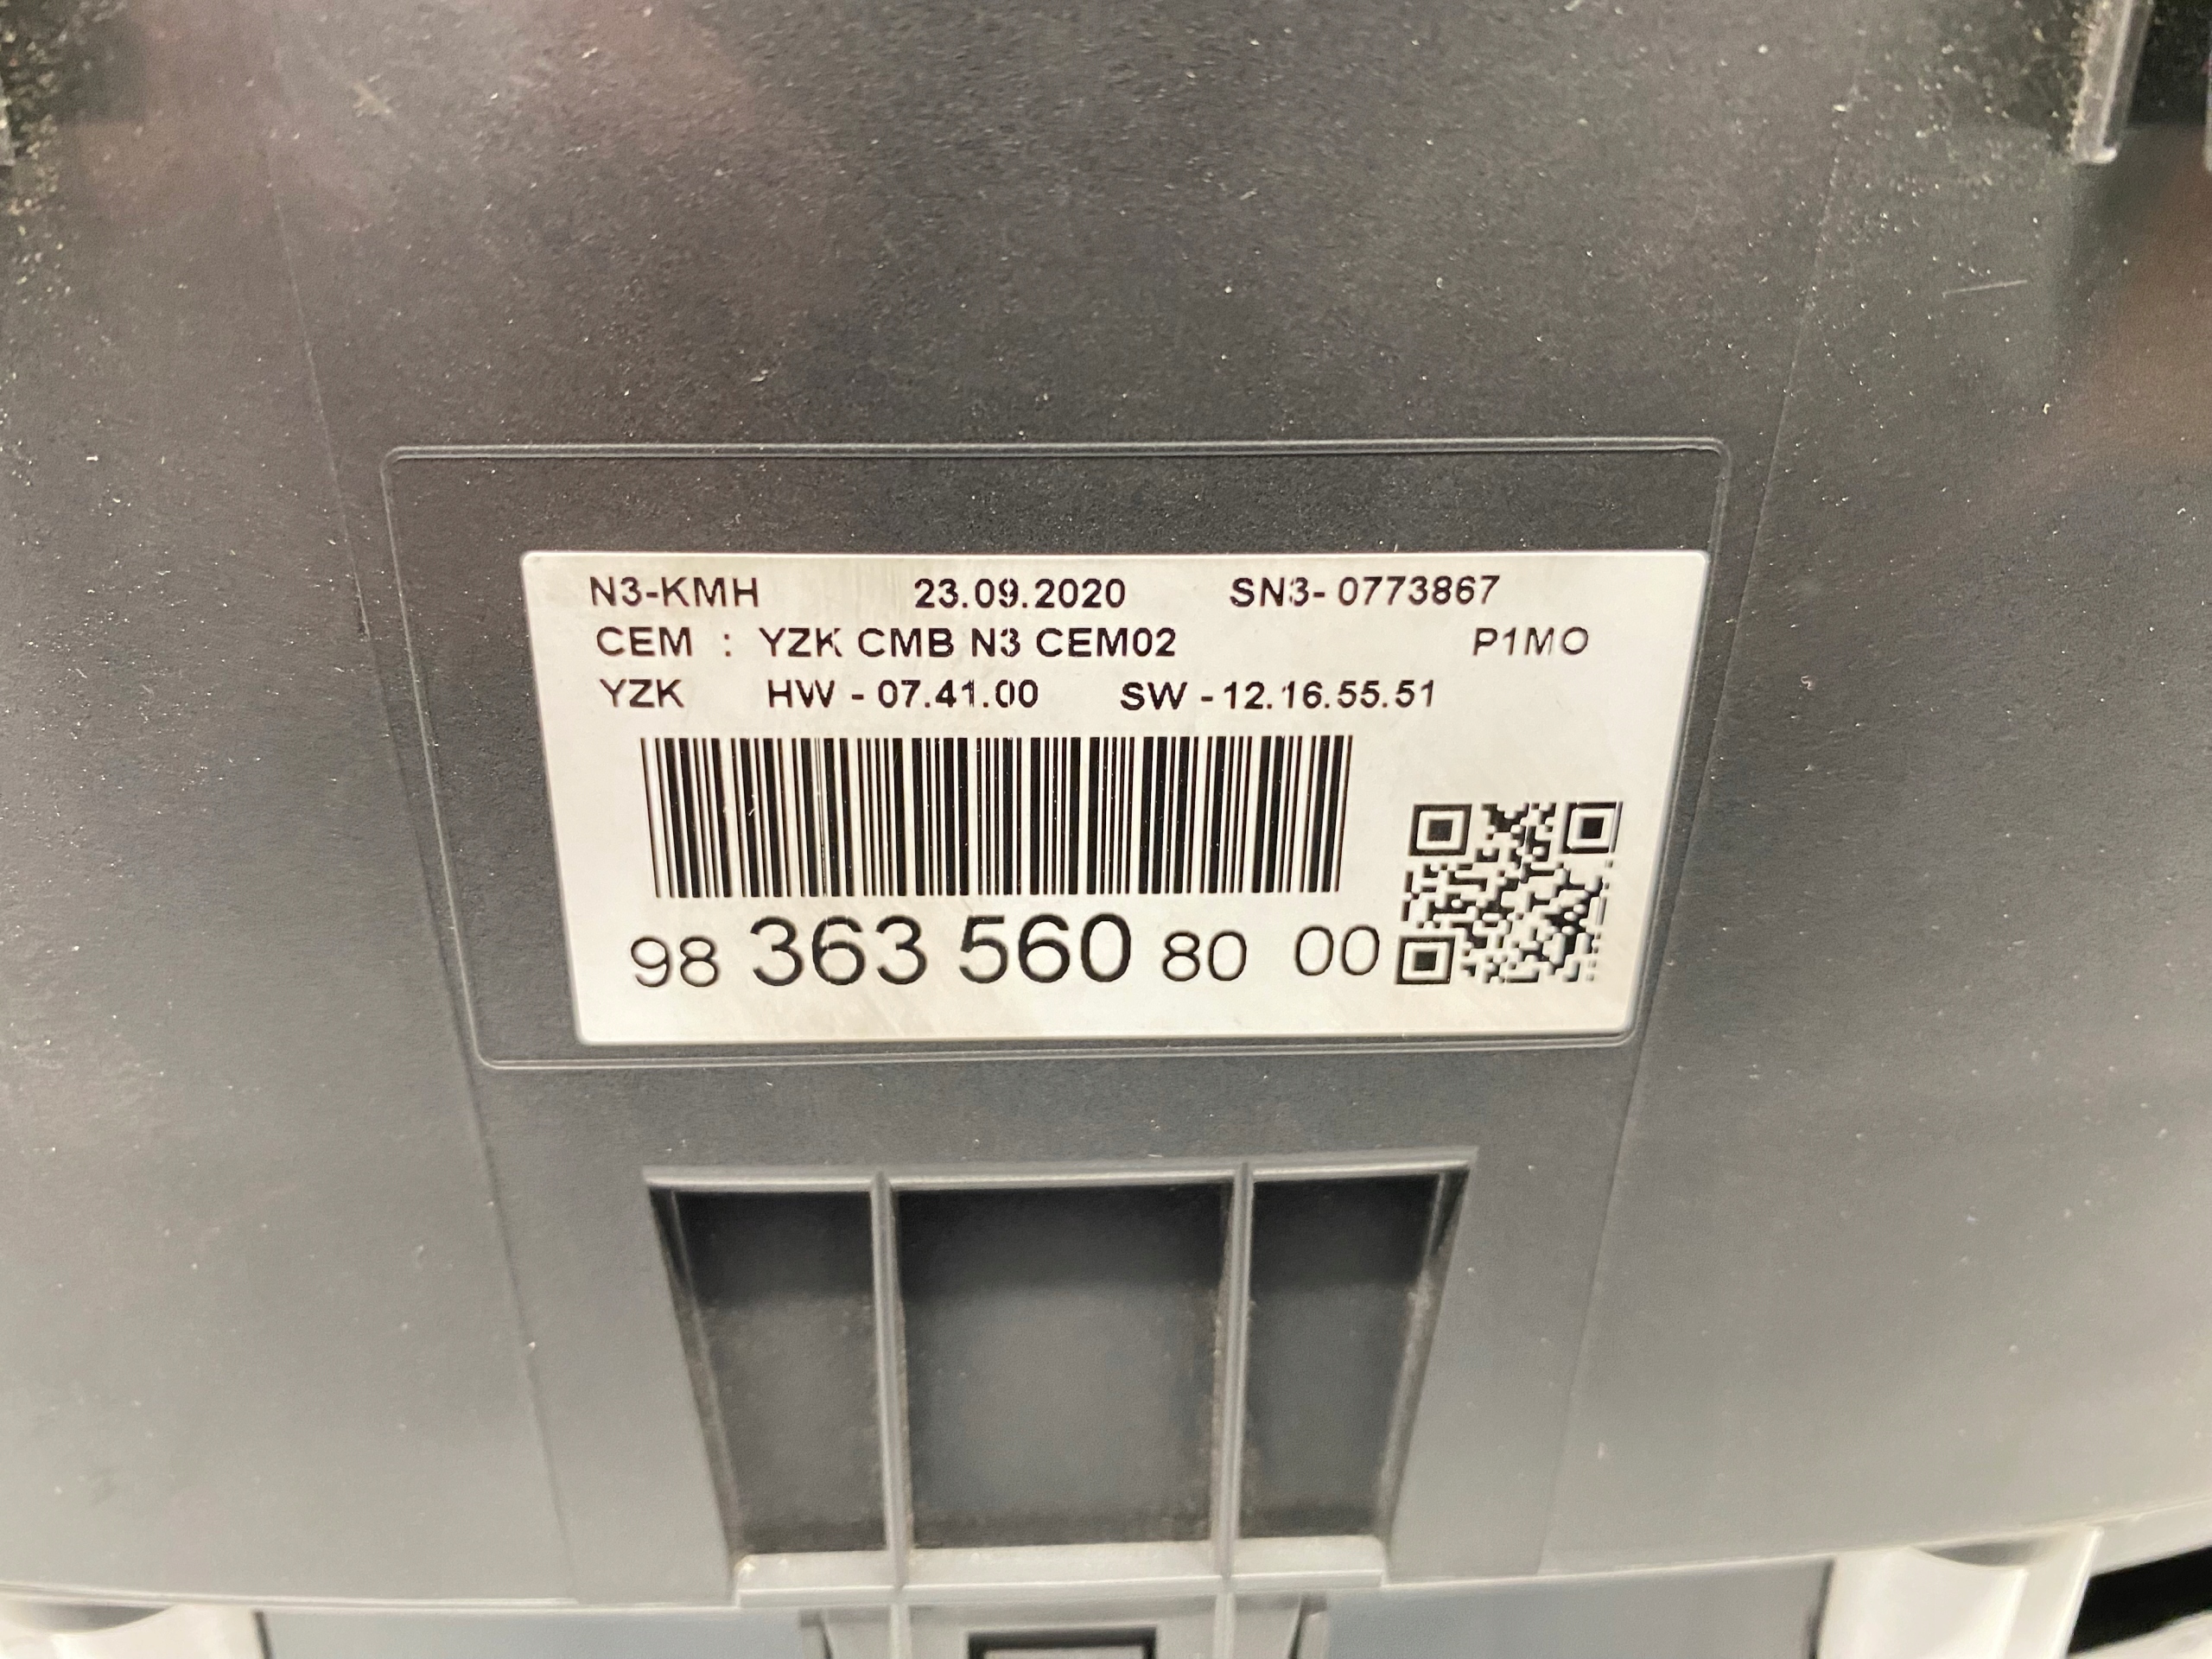 N3-KMH 23.09.2020 SN3- 0773867
CEM : YZK CMB N3 CEM02 P1MO
YZK HW - 07.41.00 SW - 12.16.55.51
98 363 560 80 00